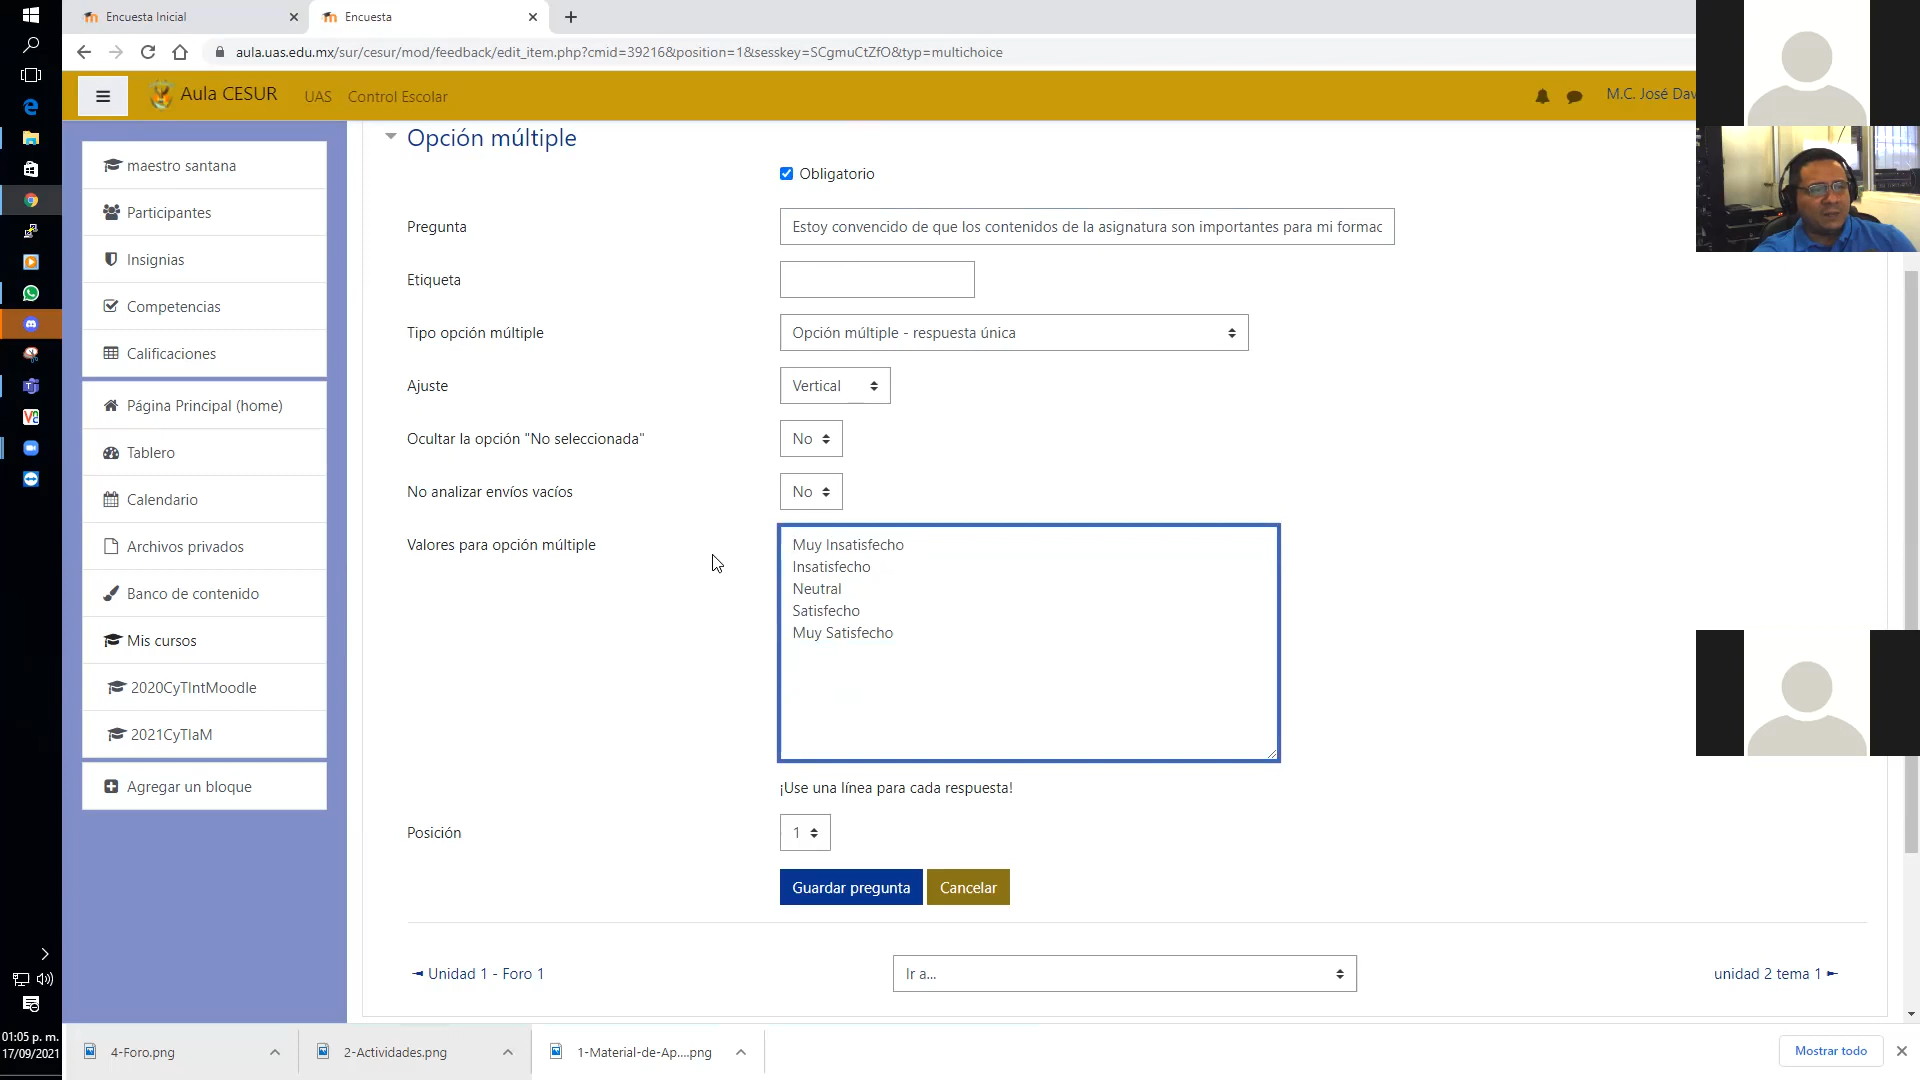 Encuesta Inicial
Encuesta
aula.uas.edu.mx/sur/cesur/mod/feedback/edit_item.php?cmid=39216&position=1&sesskey=SCgmuCtZfO&typ=multichoice
Aula CESUR
UAS
Control Escolar
M.C. José Dav
maestro santana
Participantes
Insignias
Competencias
Calificaciones
Página Principal (home)
Tablero
Calendario
Archivos privados
Banco de contenido
Mis cursos
2020CyTIntMoodle
2021CyTIaM
Agregar un bloque
Opción múltiple
Obligatorio
Pregunta
Estoy convencido de que los contenidos de la asignatura son importantes para mi formac
Etiqueta
Tipo opción múltiple
Opción múltiple - respuesta única
Ajuste
Vertical
Ocultar la opción "No seleccionada"
No
No analizar envíos vacíos
No
Valores para opción múltiple
Muy Insatisfecho
Insatisfecho
Neutral
Satisfecho
Muy Satisfecho
¡Use una línea para cada respuesta!
Posición
1
Guardar pregunta
Cancelar
◄ Unidad 1 - Foro 1
Ir a...
unidad 2 tema 1 ►
01:05 p. m.
17/09/2021
4-Foro.png
2-Actividades.png
1-Material-de-Ap....png
Mostrar todo